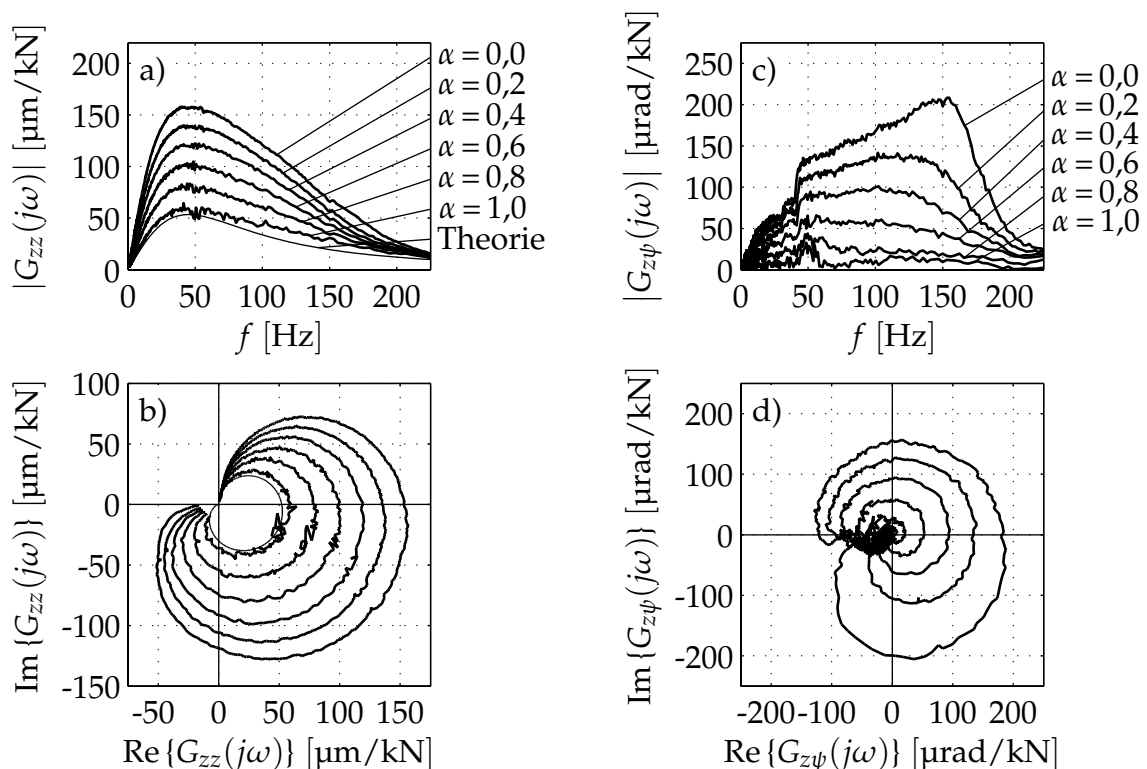 a)
|G_zz(jω)| [µm/kN]
200
150
100
50
0
0 50 100 150 200
f [Hz]
α = 0,0
α = 0,2
α = 0,4
α = 0,6
α = 0,8
α = 1,0
Theorie
c)
|G_zψ(jω)| [µrad/kN]
250
200
150
100
50
0
0 50 100 150 200
f [Hz]
α = 0,0
α = 0,2
α = 0,4
α = 0,6
α = 0,8
α = 1,0
b)
Im {G_zz(jω)} [µm/kN]
100
50
0
-50
-100
-150
-50 0 50 100 150
Re {G_zz(jω)} [µm/kN]
d)
Im {G_zψ(jω)} [µrad/kN]
200
100
0
-100
-200
-200 -100 0 100 200
Re {G_zψ(jω)} [µrad/kN]